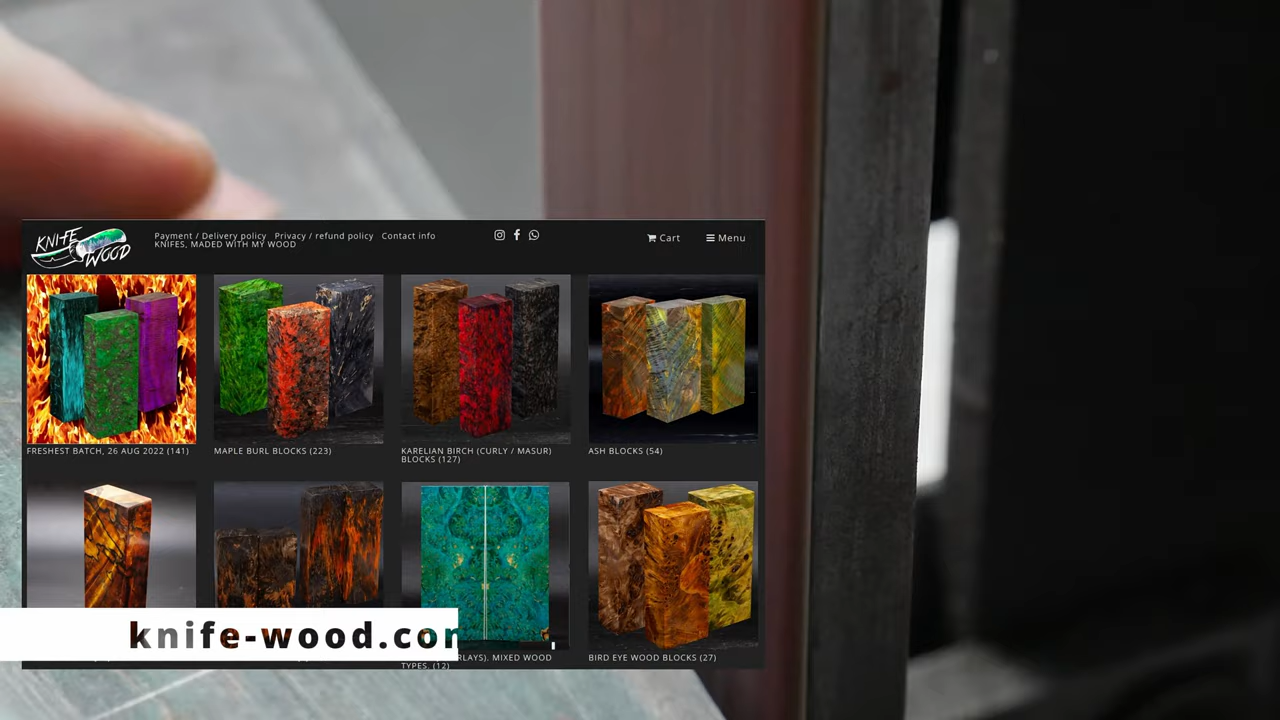 KNIFE
WOOD
Payment / Delivery policy Privacy / refund policy Contact info
KNIFES, MADED WITH MY WOOD
Cart
Menu
FRESHEST BATCH, 26 AUG 2022 (141)
MAPLE BURL BLOCKS (223)
KARELIAN BIRCH (CURLY / MASUR)
BLOCKS (127)
ASH BLOCKS (54)
knife-wood.com
MIXED WOOD
TYPES. (12)
BIRD EYE WOOD BLOCKS (27)